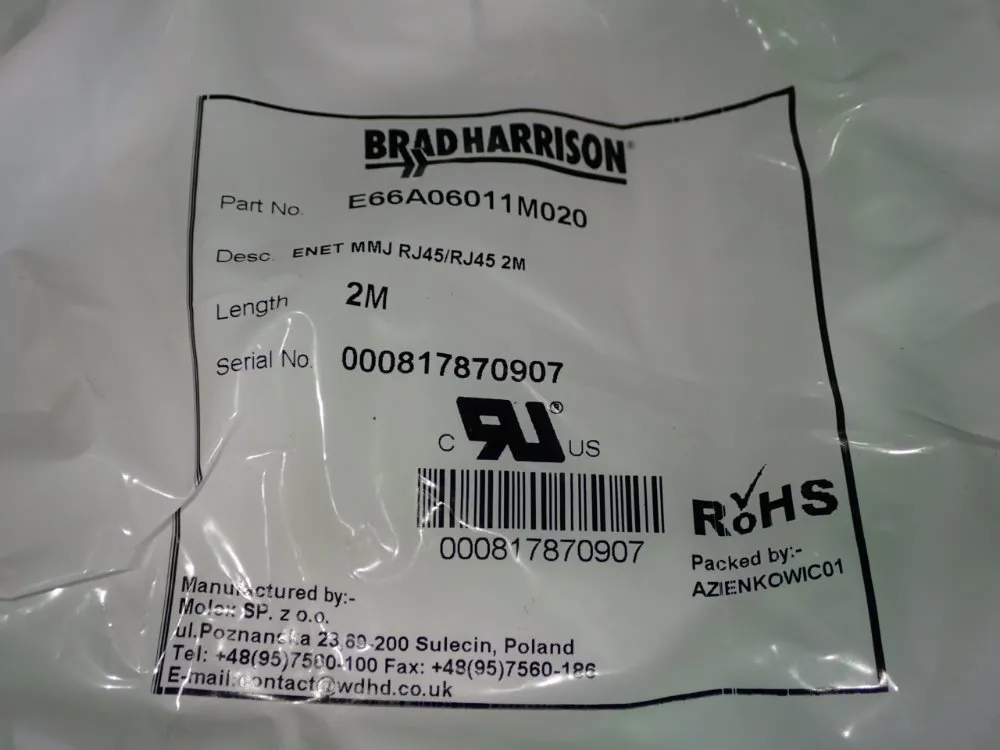 BRAD HARRISON®
Part No. E66A06011M020
Desc. ENET MMJ RJ45/RJ45 2M
Length 2M
Serial No. 000817870907
C RU® US
000817870907
RoHS
Packed by:-
AZIENKOWIC01
Manufactured by:-
Molex SP. z o.o.
ul.Poznanska 23 69-200 Sulecin, Poland
Tel: +48(95)7560-100 Fax: +48(95)7560-186
E-mail:contact@wdhd.co.uk